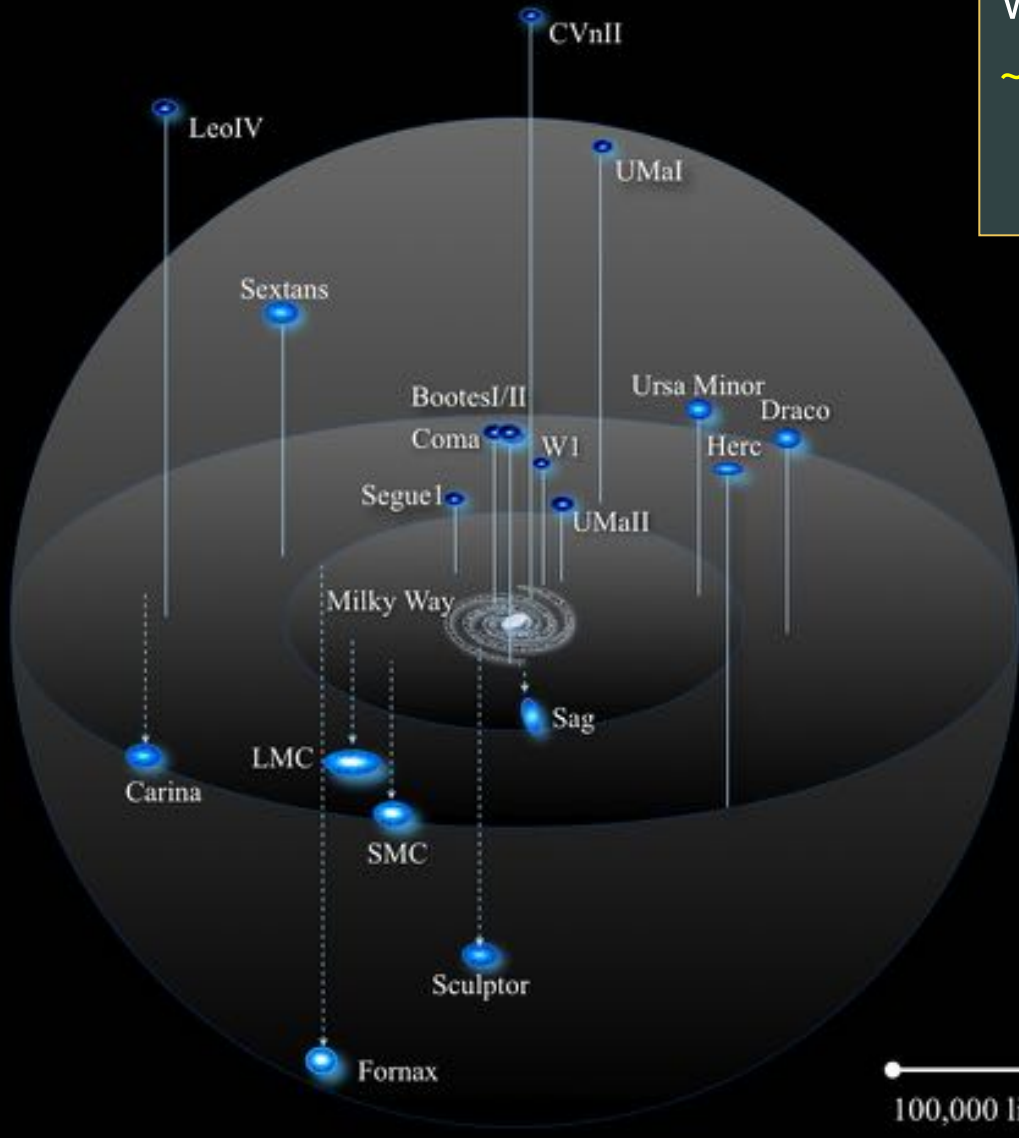 CVnII
LeoIV
UMaI
Sextans
Ursa Minor
BootesI/II
Draco
Coma
W1
Herc
Segue1
UMaII
Milky Way
Sag
LMC
Carina
SMC
Sculptor
Fornax
~
100,000